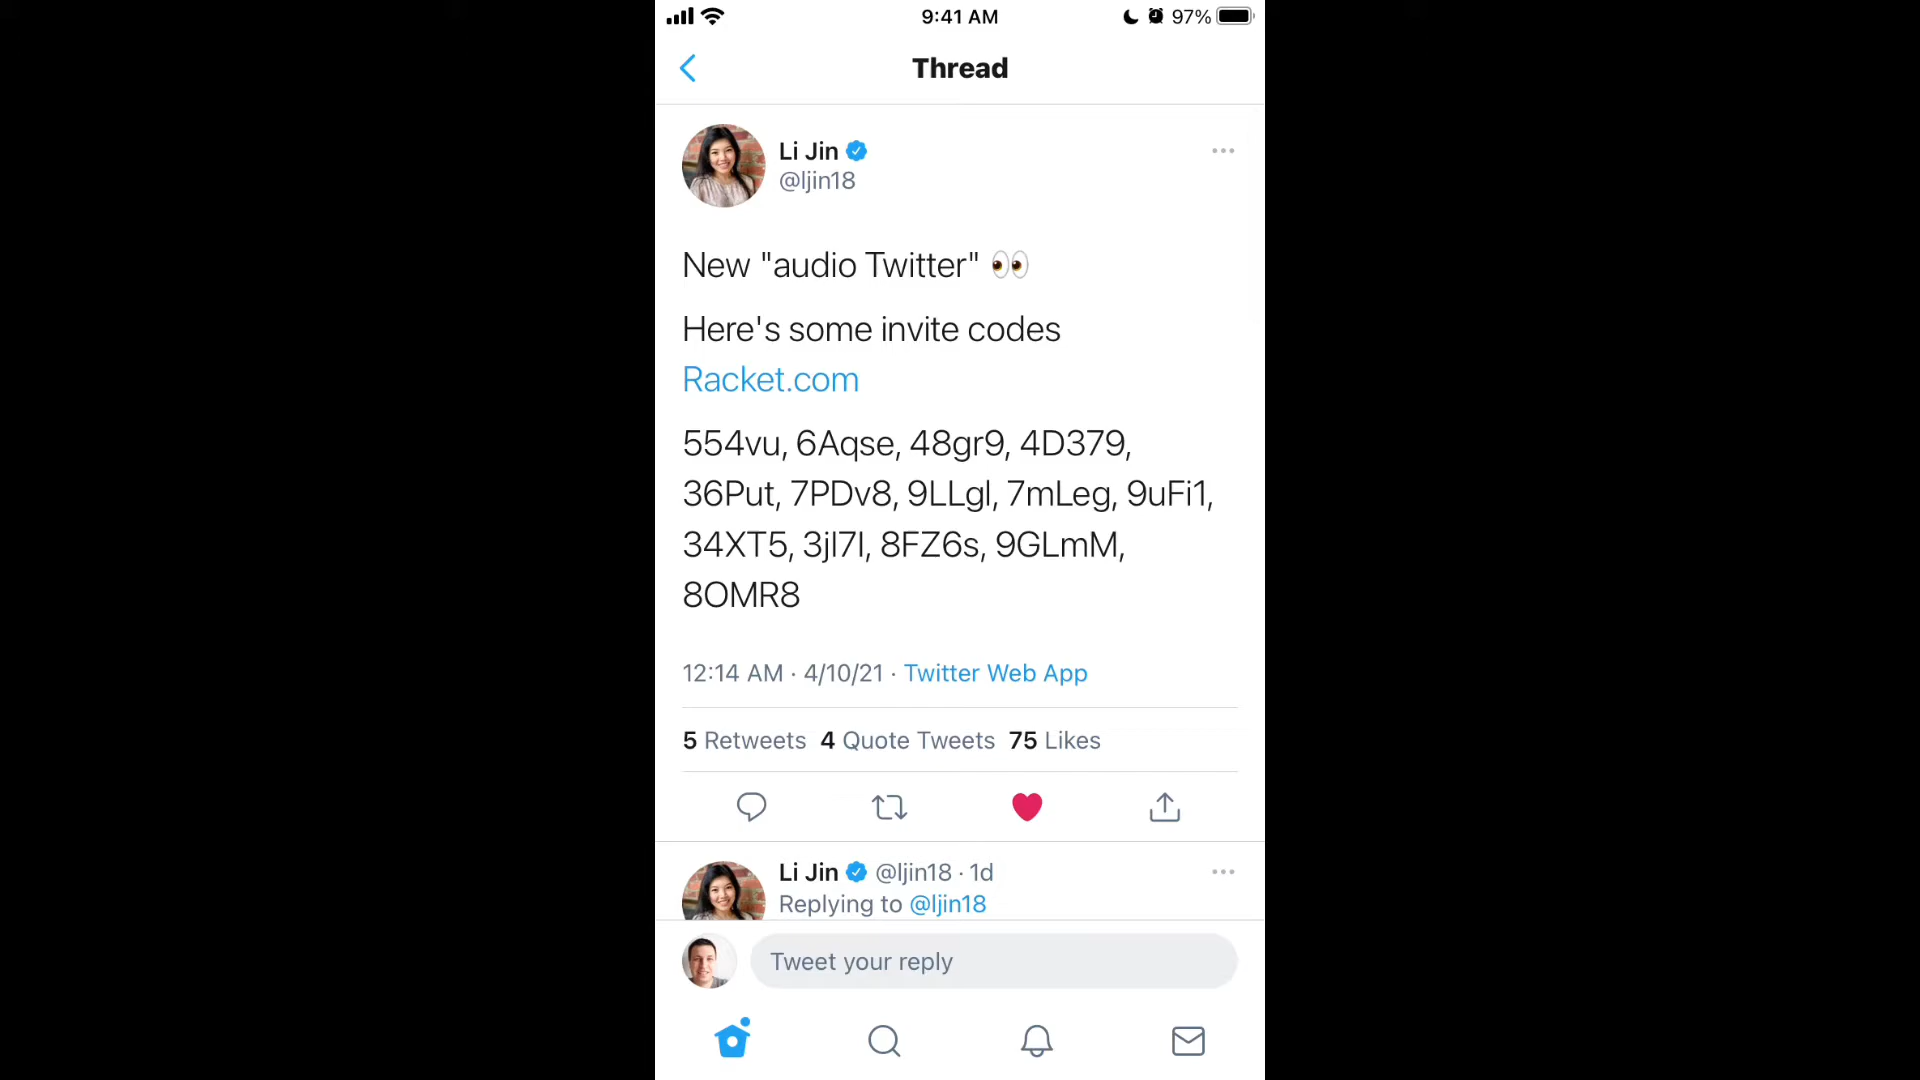 9:41 AM
97%
Thread
Li Jin
@ljin18
New "audio Twitter" 👀
Here's some invite codes
Racket.com
554vu, 6Aqse, 48gr9, 4D379,
36Put, 7PDv8, 9LLgl, 7mLeg, 9uFi1,
34XT5, 3jl7l, 8FZ6s, 9GLmM,
8OMR8
12:14 AM · 4/10/21 · Twitter Web App
5 Retweets 4 Quote Tweets 75 Likes
Li Jin @ljin18 · 1d
Replying to @ljin18
Tweet your reply